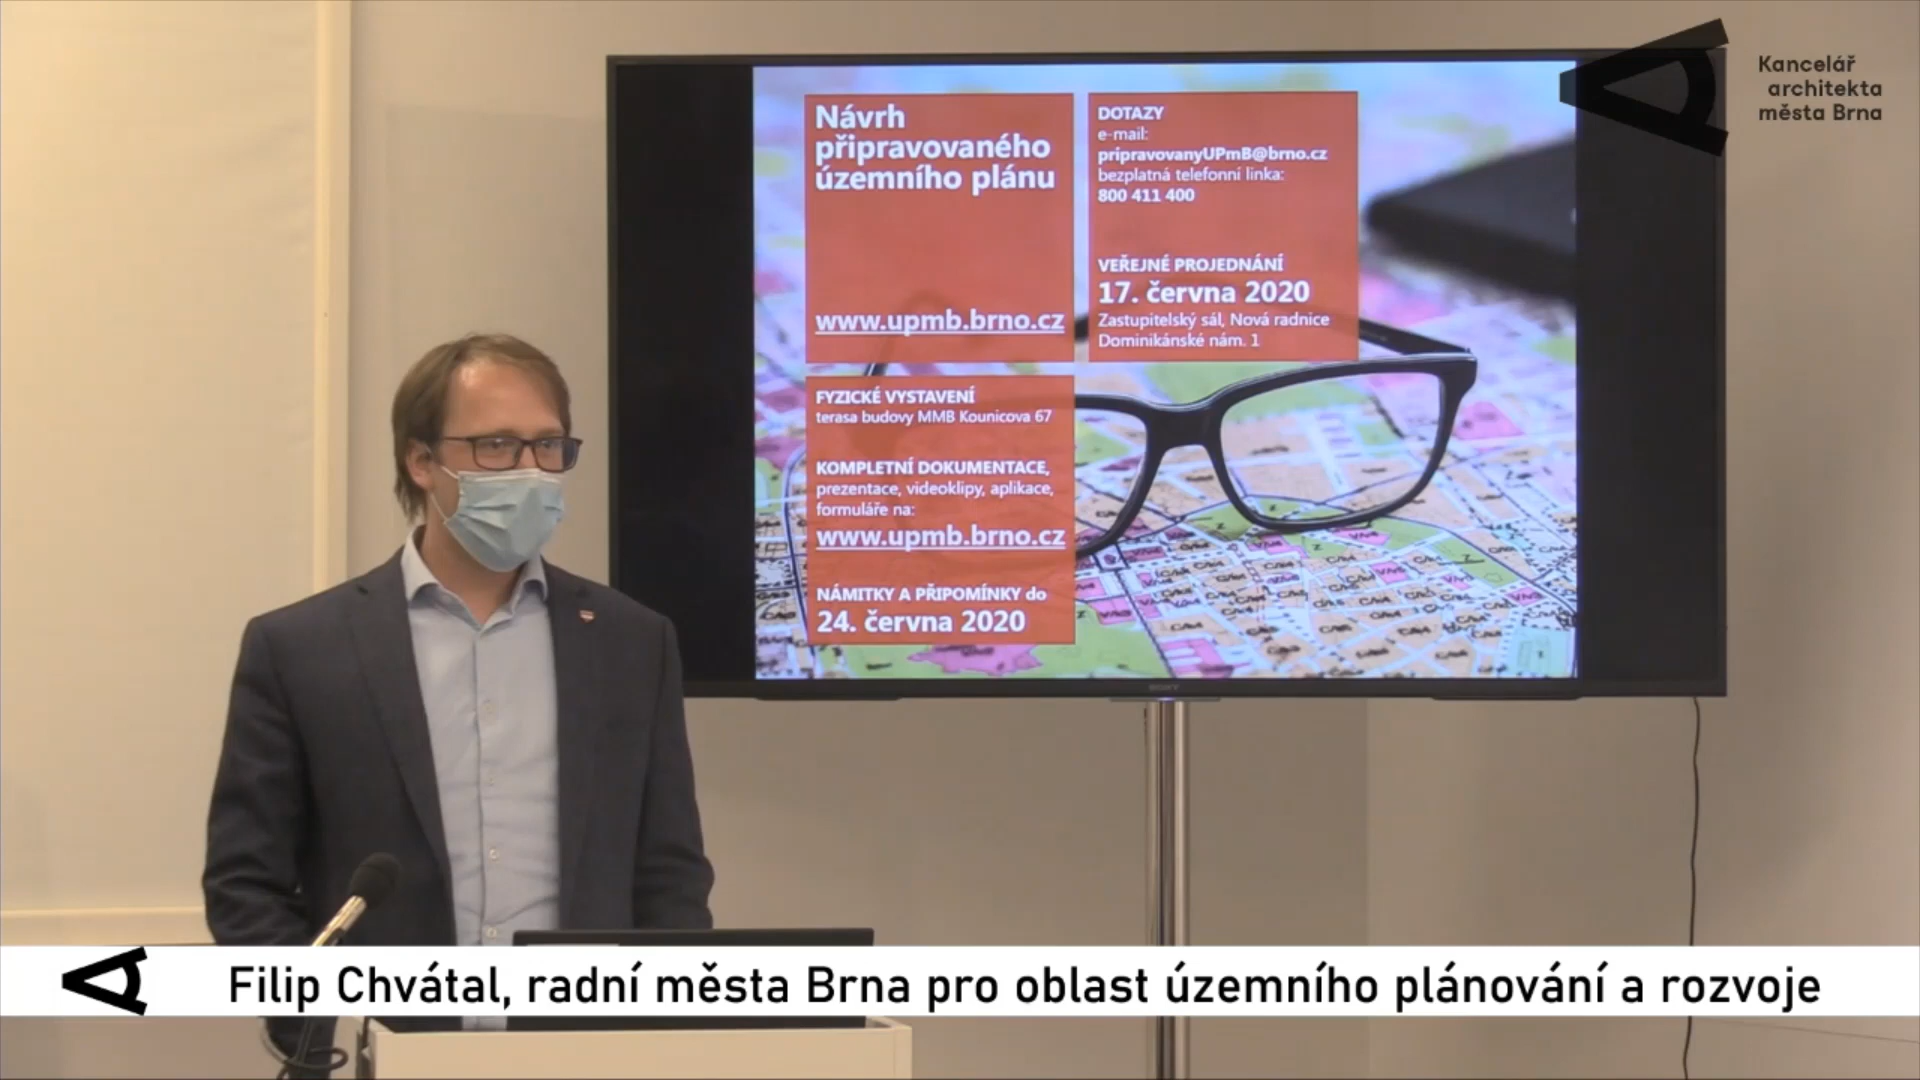 Kancelář
architekta
města Brna
Návrh
připravovaného
územního plánu
www.upmb.brno.cz
DOTAZY
e-mail:
pripravovanyUPmB@brno.cz
bezplatná telefonní linka:
800 411 400
VEŘEJNÉ PROJEDNÁNÍ
17. června 2020
Zastupitelský sál, Nová radnice
Dominikánské nám. 1
FYZICKÉ VYSTAVENÍ
terasa budovy MMB Kounicova 67
KOMPLETNÍ DOKUMENTACE,
prezentace, videoklipy, aplikace,
formuláře na:
www.upmb.brno.cz
NÁMITKY A PŘIPOMÍNKY do
24. června 2020
SONY
Filip Chvátal, radní města Brna pro oblast územního plánování a rozvoje